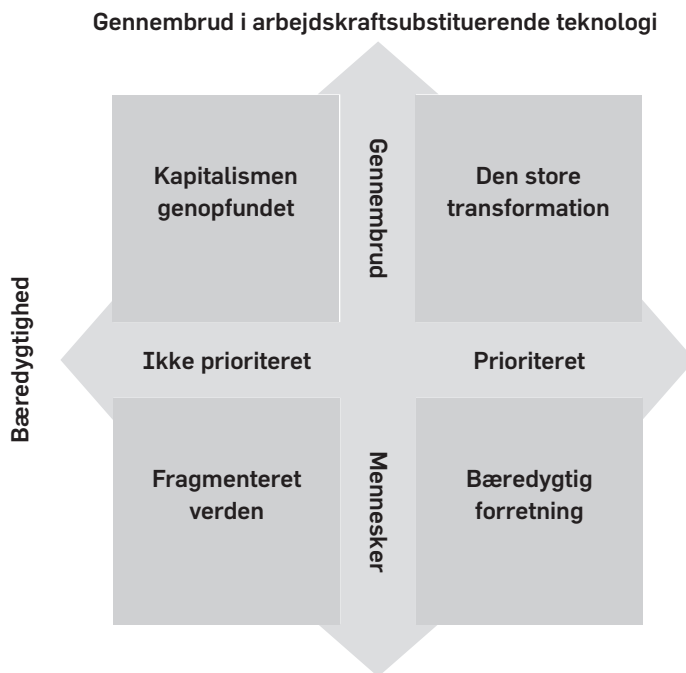 Gennembrud i arbejdskraftsubstituerende teknologi
Kapitalismen
genopfundet
Gennembrud
Den store
transformation
Bæredygtighed
Ikke prioriteret
Prioriteret
Fragmenteret
verden
Mennesker
Bæredygtig
forretning